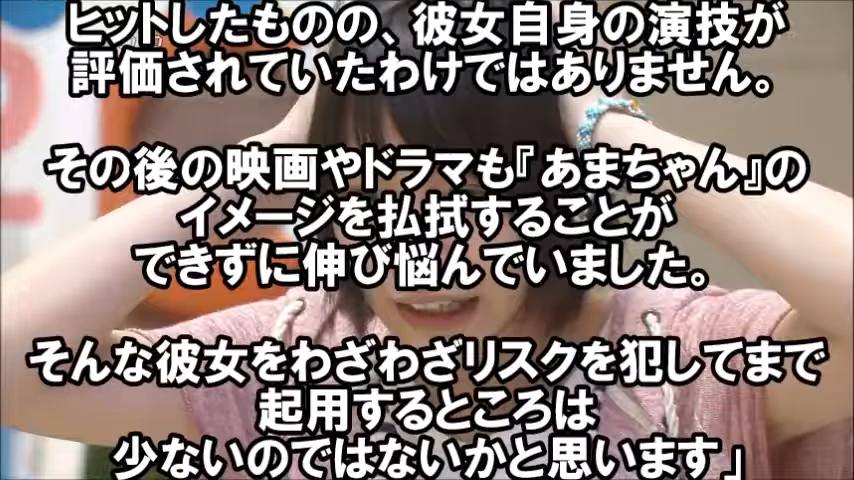 ヒットしたものの、彼女自身の演技が
評価されていたわけではありません。
その後の映画やドラマも『あまちゃん』の
イメージを払拭することが
できずに伸び悩んでいました。
そんな彼女をわざわざリスクを犯してまで
起用するところは
少ないのではないかと思います」